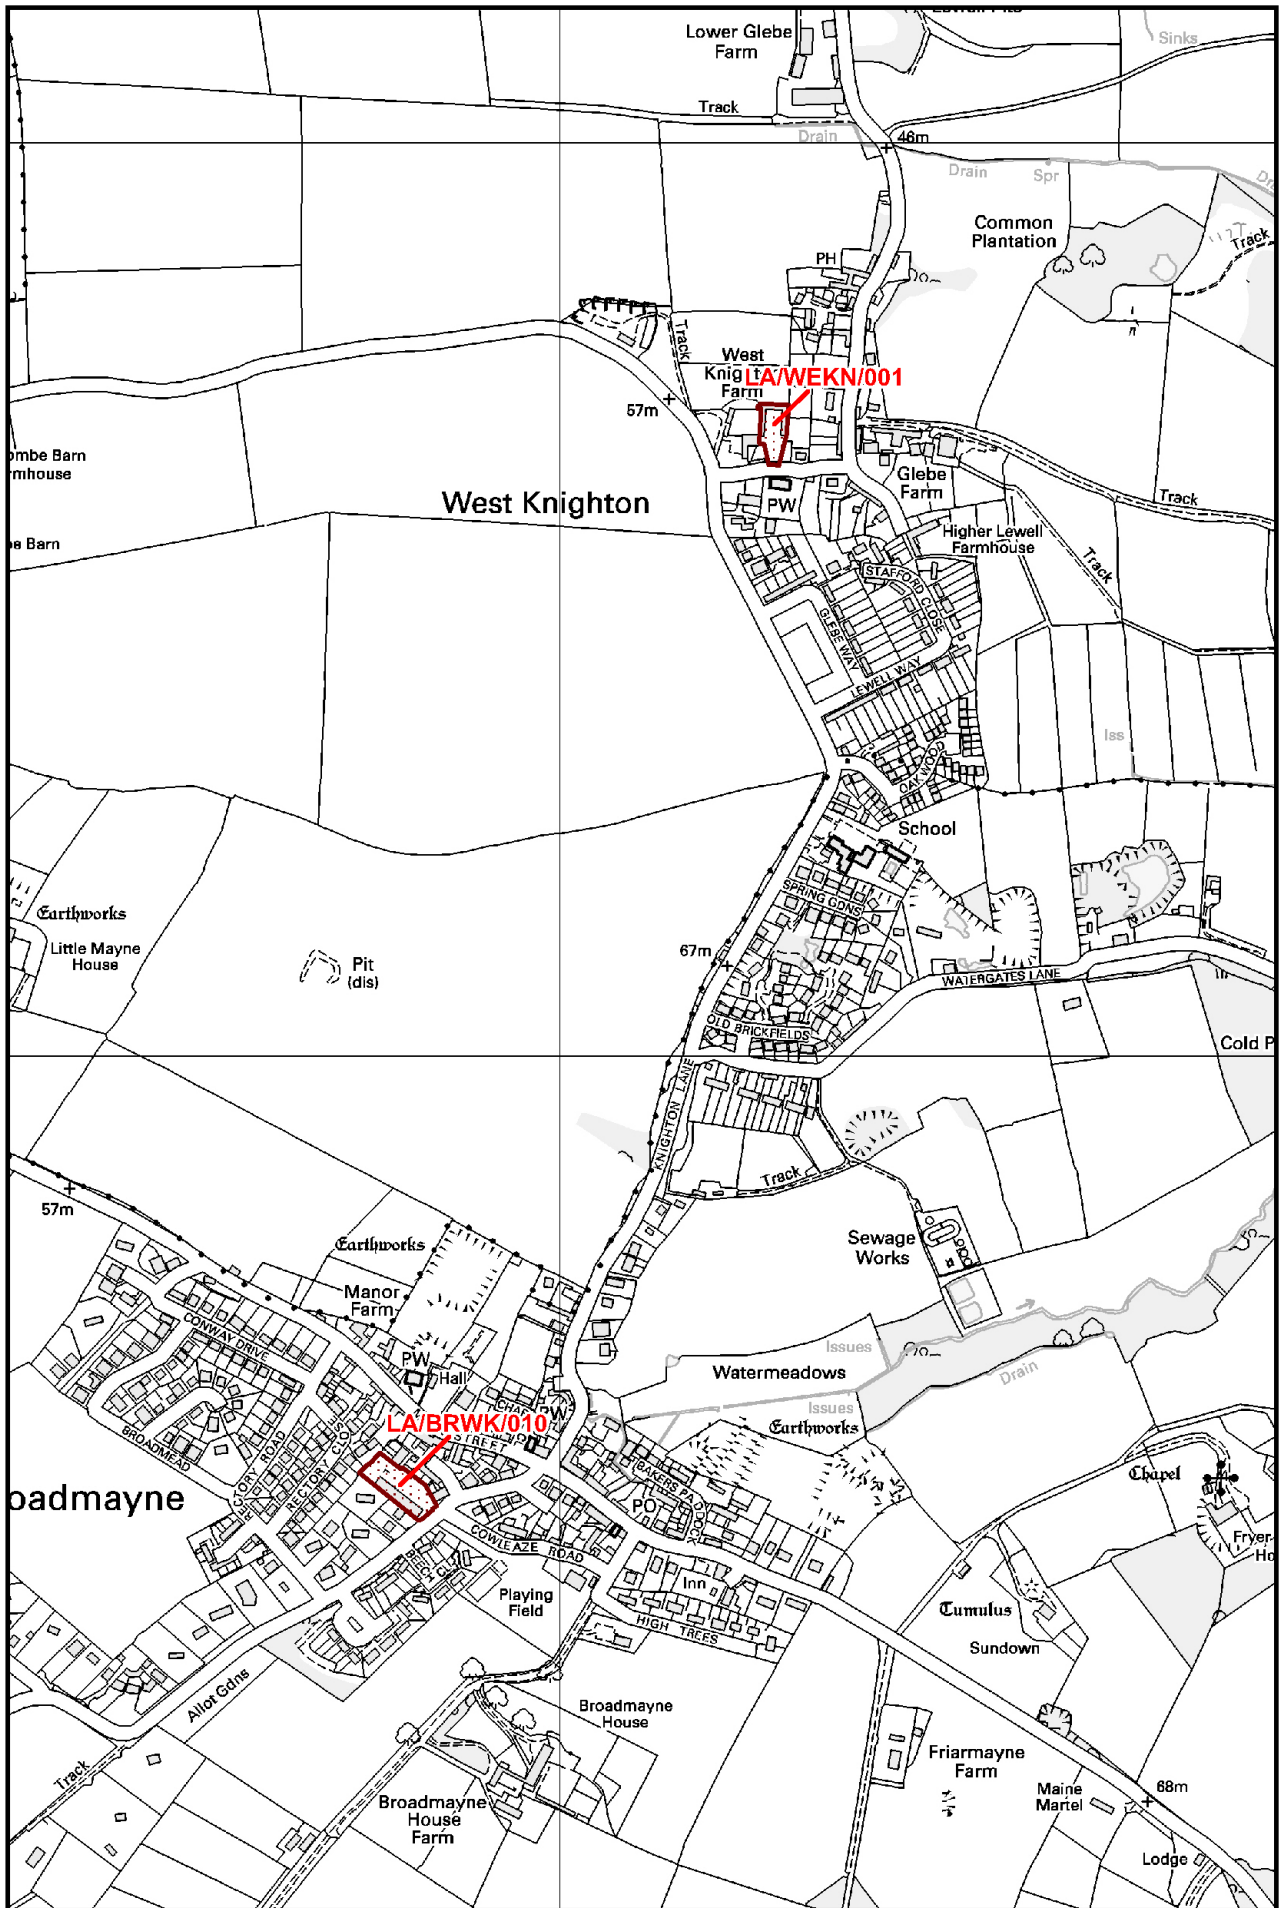 Lower Glebe
Farm
Sinks
Track
Drain
46m
Drain
Spr
Common
Plantation
Track
PH
Track
West
Farm
LA/WEKN/001
57m
Glebe
Farm
Track
West Knighton
PW
Higher Lewell
Farmhouse
Track
STAFFORD CLOSE
GLEBE WAY
LEWELL WAY
Iss
OAKWOOD
School
SPRING GDNS
Earthworks
Little Mayne
House
Pit
(dis)
67m
WATERGATES LANE
OLD BRICKFIELDS
Cold P
KNIGHTON LANE
Track
57m
Earthworks
Sewage
Works
Manor
Farm
CONWAY DRIVE
PW
Hall
Issues
Watermeadows
Drain
Issues
Earthworks
PW
LA/BRWK/010
STREET
BROADMEAD
RECTORY ROAD
RECTORY CLOSE
BAKERS PADDOCK
Chapel
oadmayne
PO
COWLEAZE ROAD
Playing
Field
Inn
HIGH TREES
Tumulus
Sundown
Allot Gdns
Broadmayne
House
Track
Friarmayne
Farm
Maine
Martel
68m
Broadmayne
House
Farm
Lodge